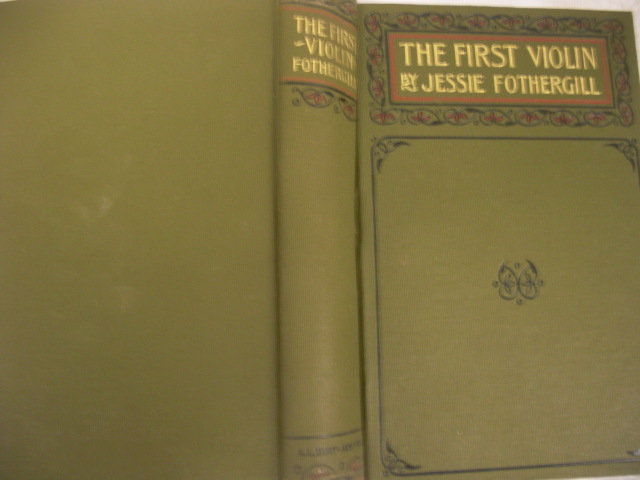 THE FIRST
VIOLIN
FOTHERGILL
THE FIRST VIOLIN
BY JESSIE FOTHERGILL